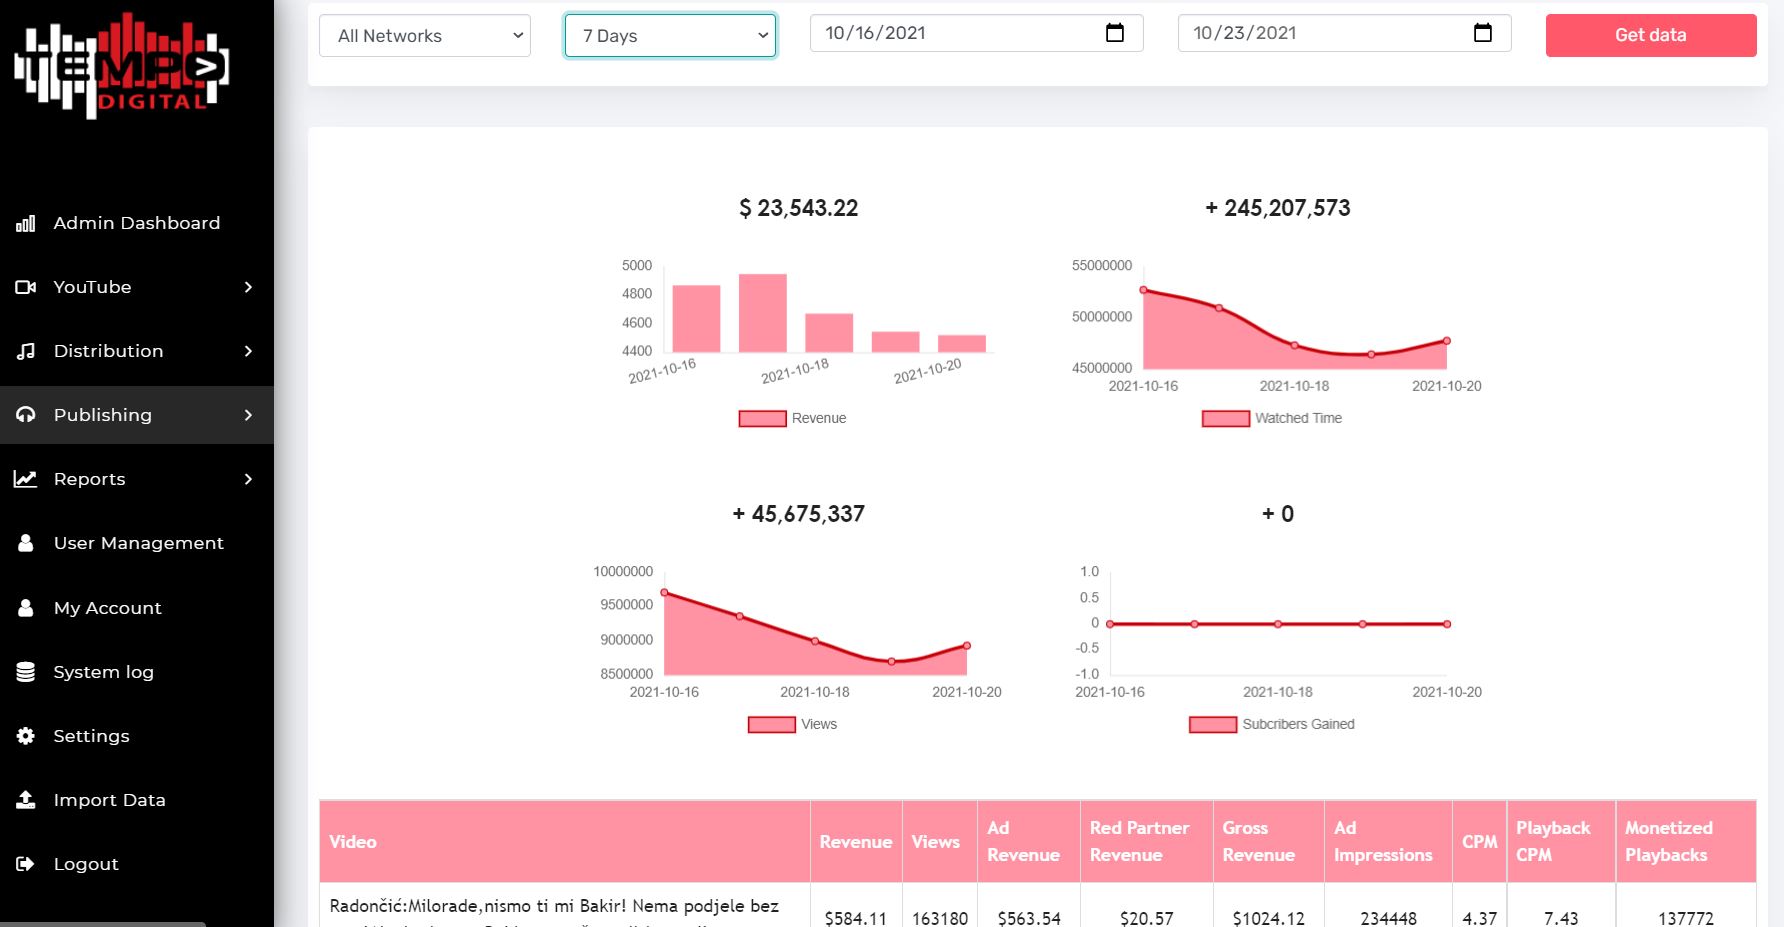 TEMPO
DIGITAL
All Networks
7 Days
10/16/2021
10/23/2021
Get data
Admin Dashboard
YouTube
Distribution
Publishing
Reports
User Management
My Account
System log
Settings
Import Data
Logout
$ 23,543.22
5000
4800
4600
4400
2021-10-16
2021-10-18
2021-10-20
Revenue
+ 245,207,573
55000000
50000000
45000000
2021-10-16
2021-10-18
2021-10-20
Watched Time
+ 45,675,337
10000000
9500000
9000000
8500000
2021-10-16
2021-10-18
2021-10-20
Views
+ 0
1.0
0.5
0
-0.5
-1.0
2021-10-16
2021-10-18
2021-10-20
Subcribers Gained
Video
Revenue
Views
Ad
Revenue
Red Partner
Revenue
Gross
Revenue
Ad
Impressions
CPM
Playback
CPM
Monetized
Playbacks
Radončić:Milorade,nismo ti mi Bakir! Nema podjele bez
$584.11
163180
$563.54
$20.57
$1024.12
234448
4.37
7.43
137772